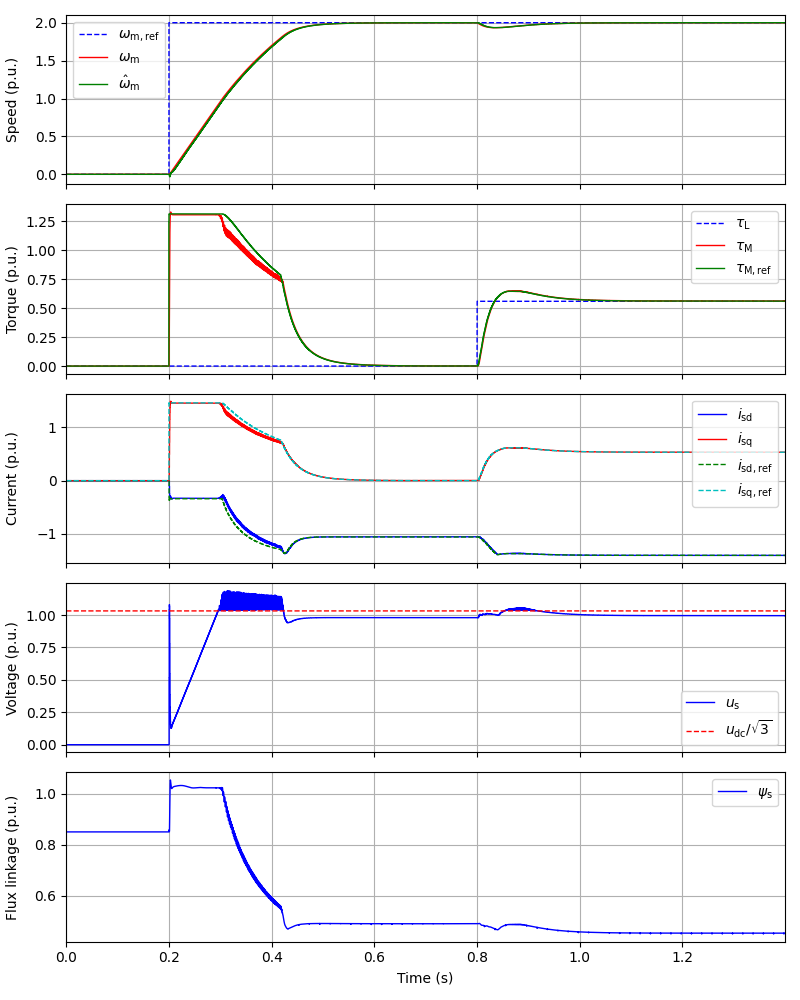 Speed (p.u.)
2.0
1.5
1.0
0.5
0.0
ω_m,ref
ω_m
ω̂_m
Torque (p.u.)
1.25
1.00
0.75
0.50
0.25
0.00
τ_L
τ_M
τ_M,ref
Current (p.u.)
1
0
−1
i_sd
i_sq
i_sd,ref
i_sq,ref
Voltage (p.u.)
1.00
0.75
0.50
0.25
0.00
u_s
u_dc/√3
Flux linkage (p.u.)
1.0
0.8
0.6
ψ_s
0.0 0.2 0.4 0.6 0.8 1.0 1.2
Time (s)